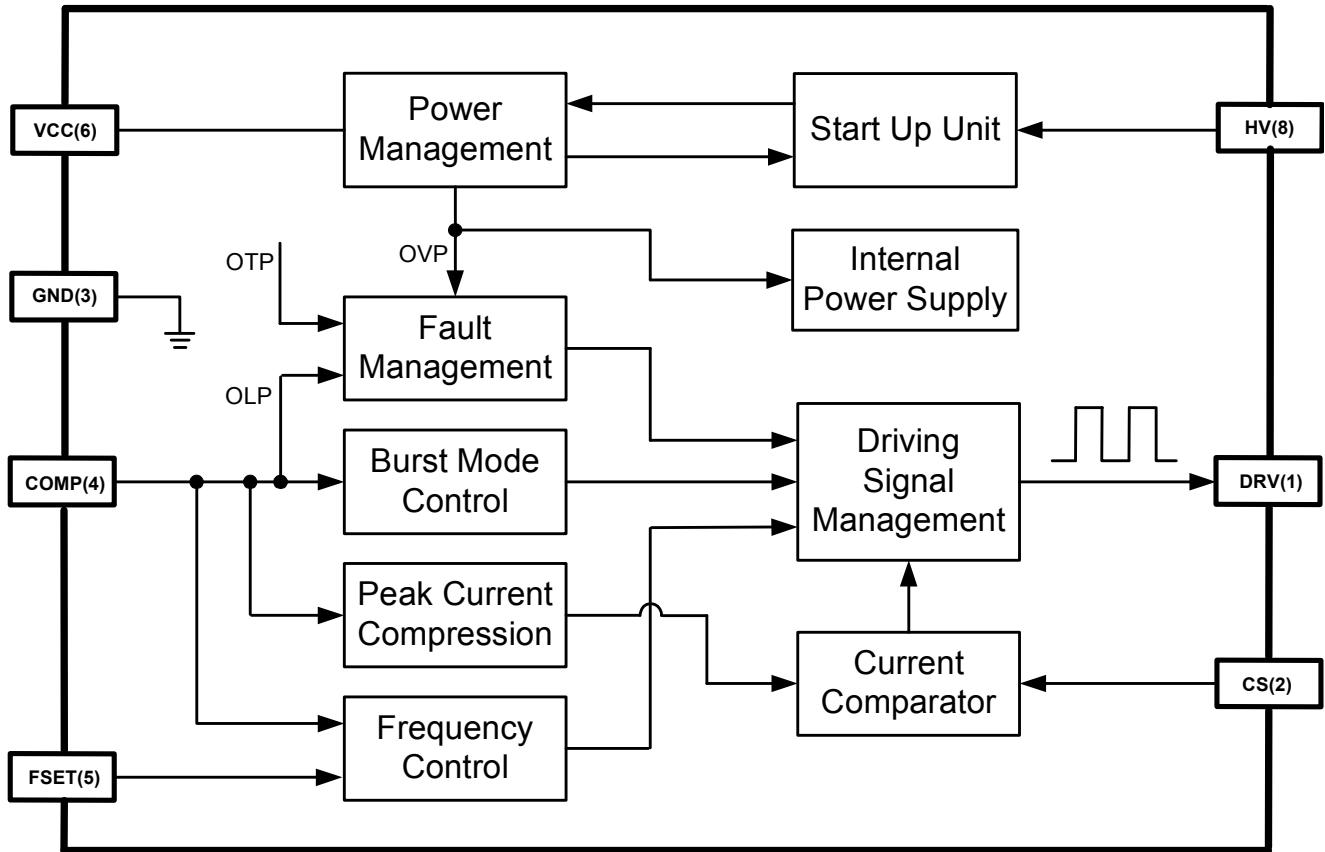 VCC(6)
Power
Management
Start Up Unit
HV(8)
OTP
OVP
Internal
Power Supply
GND(3)
Fault
Management
OLP
COMP(4)
Burst Mode
Control
Driving
Signal
Management
DRV(1)
Peak Current
Compression
Current
Comparator
CS(2)
Frequency
Control
FSET(5)